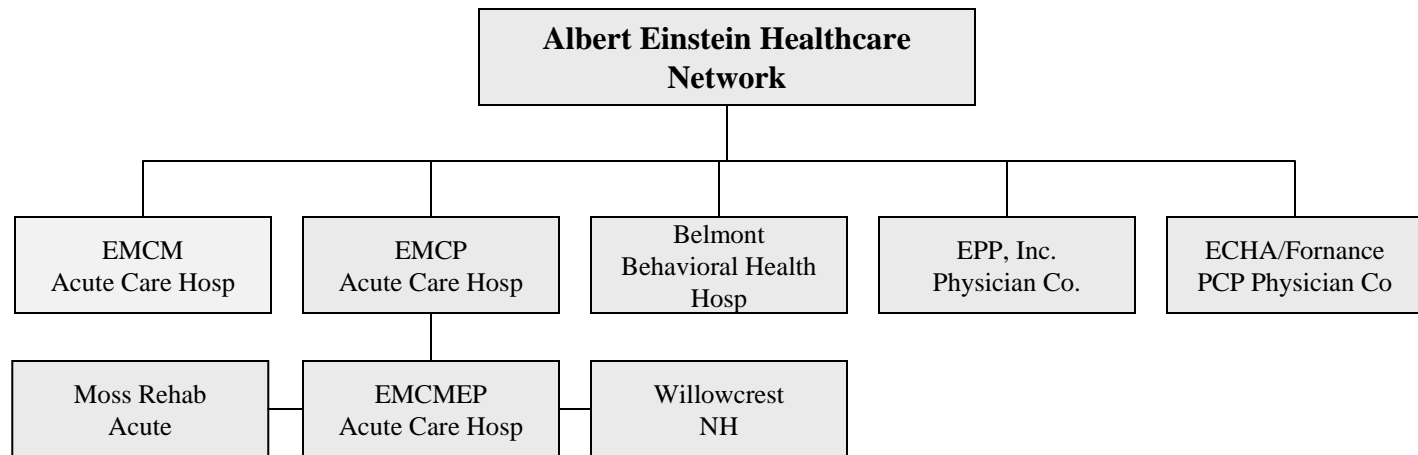 Albert Einstein Healthcare
Network
EMCM
Acute Care Hosp
EMCP
Acute Care Hosp
Belmont
Behavioral Health
Hosp
EPP, Inc.
Physician Co.
ECHA/Fornance
PCP Physician Co
Moss Rehab
Acute
EMCMEP
Acute Care Hosp
Willowcrest
NH